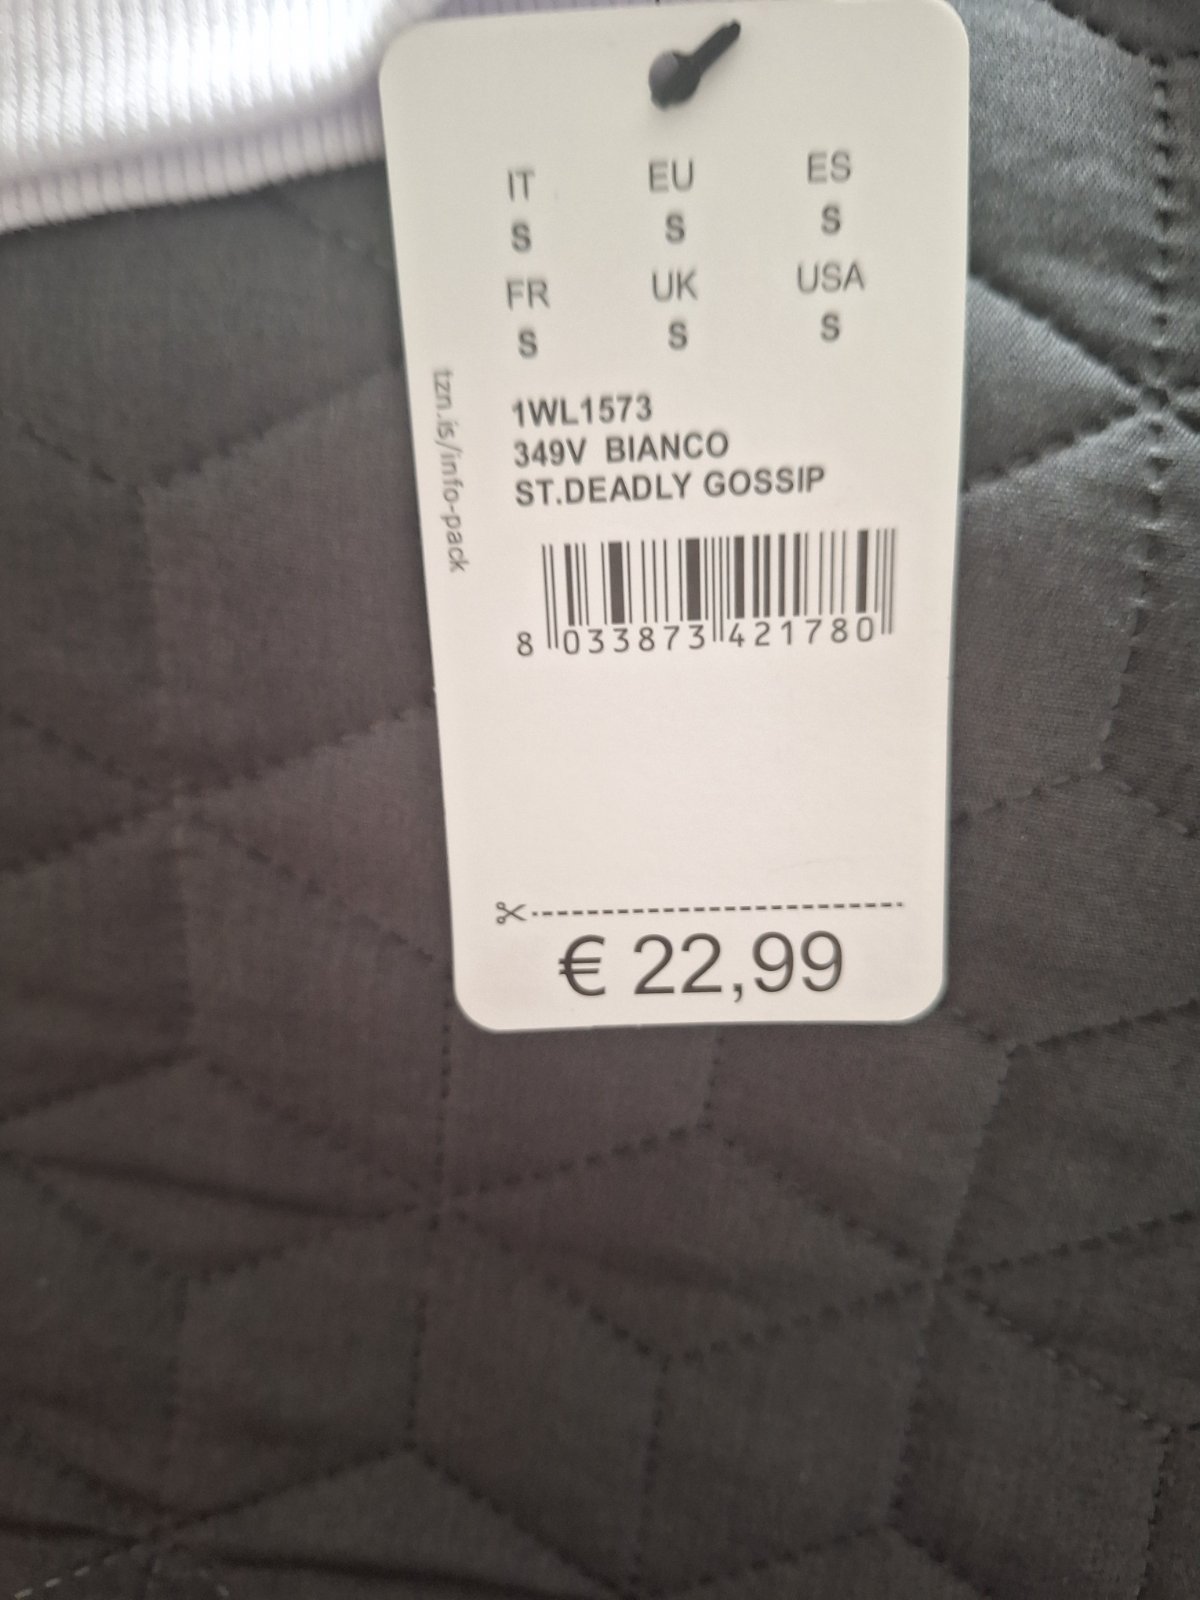 IT EU ES
S S S
FR UK USA
S S S
tzn.is/info-pack
1WL1573
349V BIANCO
ST.DEADLY GOSSIP
8 033873 421780
€ 22,99